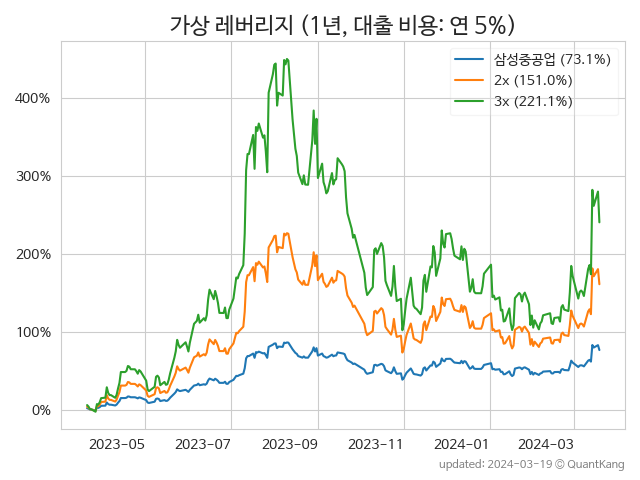 가상 레버리지 (1년, 대출 비용: 연 5%)
삼성중공업 (73.1%)
2x (151.0%)
3x (221.1%)
400%
300%
200%
100%
0%
2023-05 2023-07 2023-09 2023-11 2024-01 2024-03
updated: 2024-03-19 © QuantKang